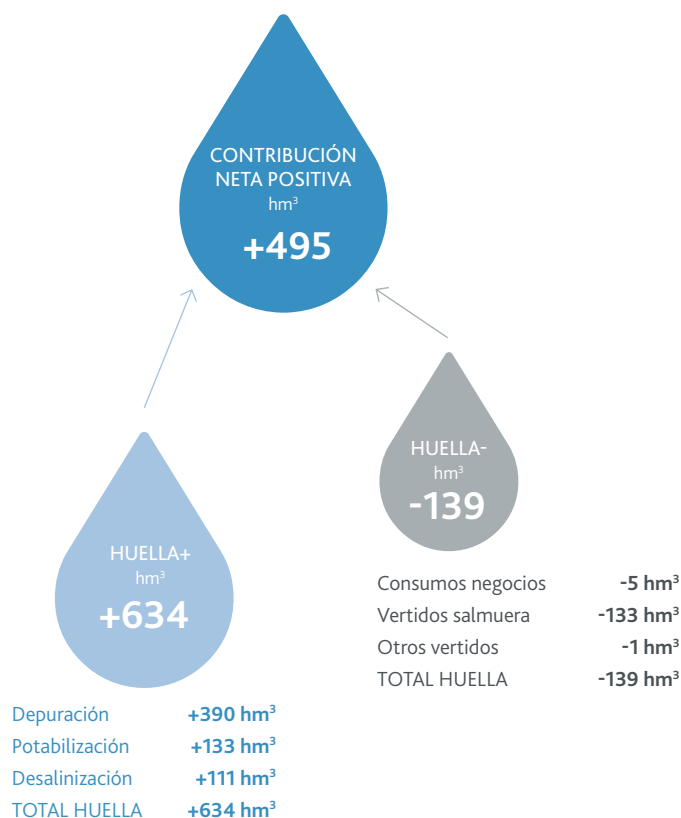 CONTRIBUCIÓN
NETA POSITIVA
hm³
+495
HUELLA-
hm³
-139
Consumos negocios -5 hm³
Vertidos salmuera -133 hm³
Otros vertidos -1 hm³
TOTAL HUELLA -139 hm³
HUELLA+
hm³
+634
Depuración +390 hm³
Potabilización +133 hm³
Desalinización +111 hm³
TOTAL HUELLA +634 hm³